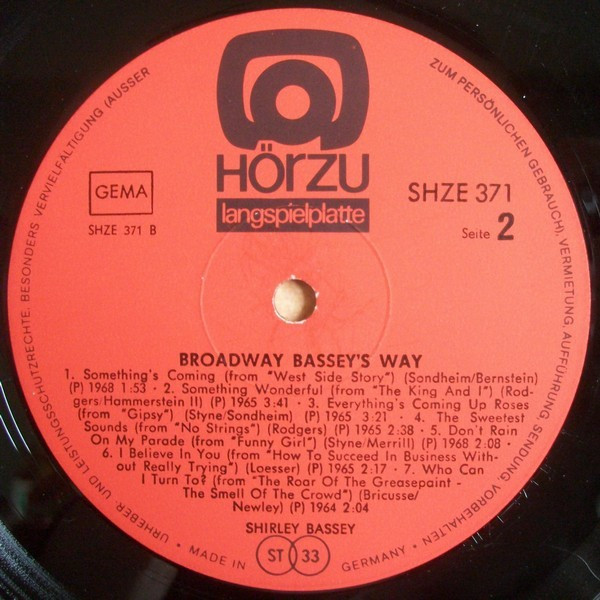 HÖRZU
langspielplatte
GEMA
SHZE 371 B
SHZE 371
Seite 2
BROADWAY BASSEY'S WAY
1. Something's Coming (from "West Side Story") (Sondheim/Bernstein)
(P) 1968 1:53 · 2. Something Wonderful (from "The King And I") (Rod-
gers/Hammerstein II) (P) 1965 3:41 · 3. Everything's Coming Up Roses
(from "Gipsy") (Styne/Sondheim) (P) 1965 3:21 · 4. The Sweetest
Sounds (from "No Strings") (Rodgers) (P) 1965 2:38 · 5. Don't Rain
On My Parade (from "Funny Girl") (Styne/Merrill) (P) 1968 2:08 ·
6. I Believe In You (from "How To Succeed In Business With-
out Really Trying") (Loesser) (P) 1965 2:17 · 7. Who Can
I Turn To? (from "The Roar Of The Greasepaint -
The Smell Of The Crowd") (Bricusse/
Newley) (P) 1964 2:04
SHIRLEY BASSEY
ST 33
URHEBER- UND LEISTUNGSSCHUTZRECHTE, BESONDERS VERVIELFÄLTIGUNG (AUSSER
ZUM PERSÖNLICHEN GEBRAUCH), VERMIETUNG, AUFFÜHRUNG, SENDUNG, VORBEHALTEN
• MADE IN GERMANY •